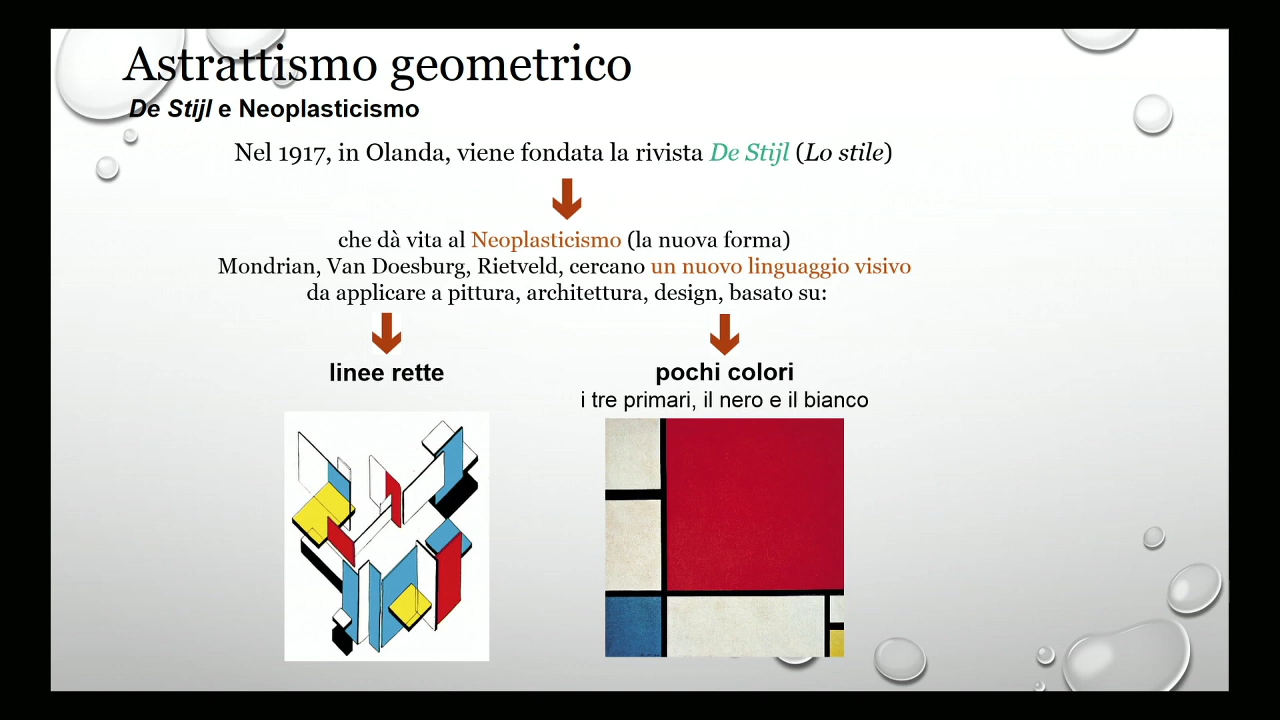 Astrattismo geometrico
De Stijl e Neoplasticismo
Nel 1917, in Olanda, viene fondata la rivista De Stijl (Lo stile)
che dà vita al Neoplasticismo (la nuova forma)
Mondrian, Van Doesburg, Rietveld, cercano un nuovo linguaggio visivo
da applicare a pittura, architettura, design, basato su:
linee rette
pochi colori
i tre primari, il nero e il bianco